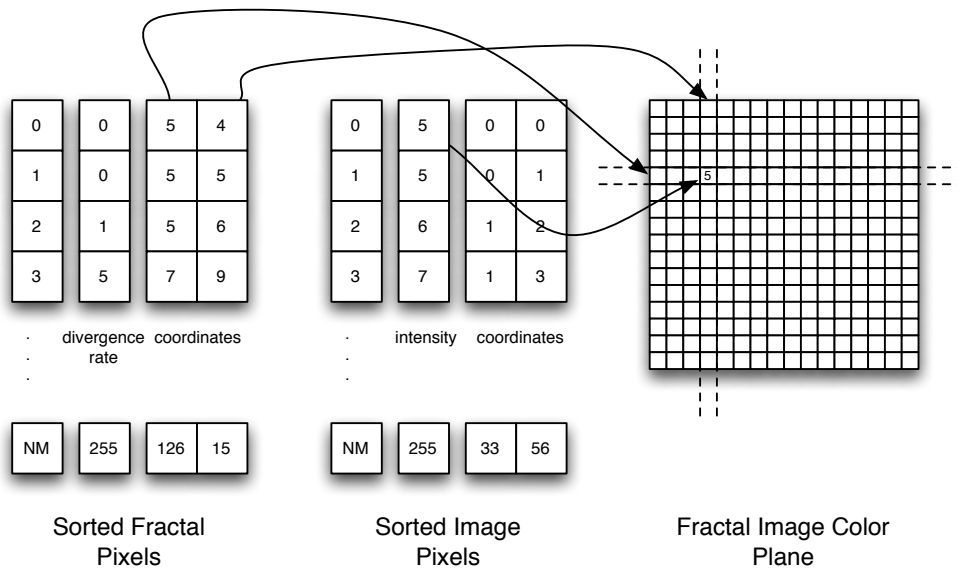 0 0 5 4 0 5 0 0
1 0 5 5 1 5 0 1 5
2 1 5 6 2 6 1 2
3 5 7 9 3 7 1 3
. divergence coordinates . intensity coordinates
. rate .
. .
NM 255 126 15 NM 255 33 56
Sorted Fractal Sorted Image Fractal Image Color
Pixels Pixels Plane